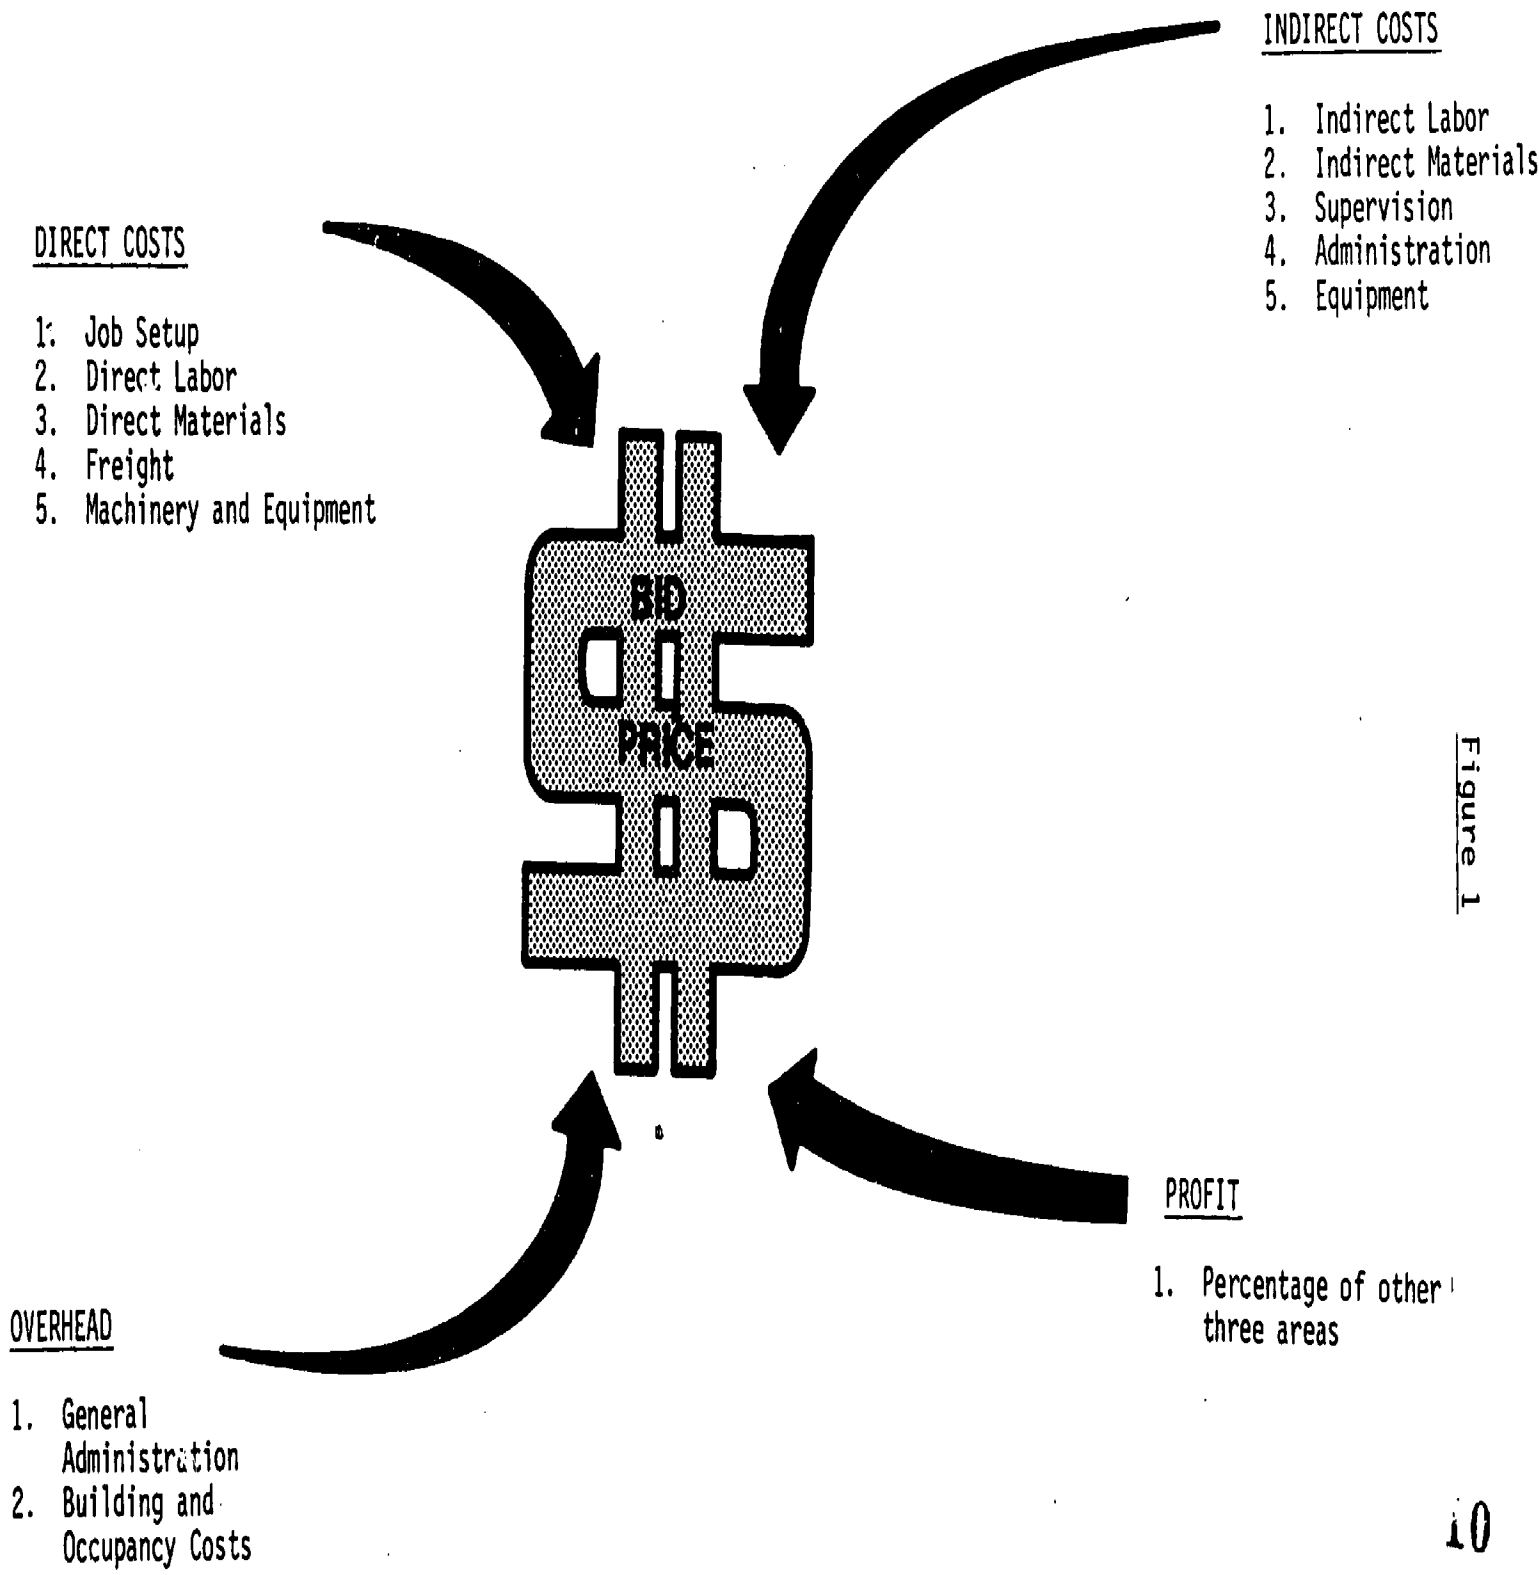 INDIRECT COSTS
1. Indirect Labor
2. Indirect Materials
3. Supervision
4. Administration
5. Equipment
DIRECT COSTS
1. Job Setup
2. Direct Labor
3. Direct Materials
4. Freight
5. Machinery and Equipment
BID
PRICE
Figure 1
PROFIT
1. Percentage of other
three areas
OVERHEAD
1. General
Administration
2. Building and
Occupancy Costs
10